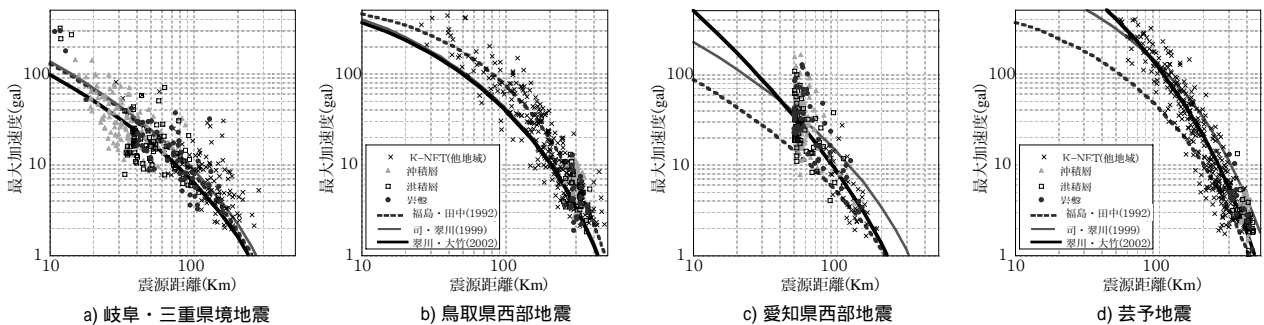 最大加速度(gal)
100
10
1
10
100
震源距離(Km)
a) 岐阜・三重県境地震
最大加速度(gal)
100
10
1
× K-NET(他地域)
沖積層
洪積層
岩盤
福島・田中(1992)
司・翠川(1999)
翠川・大竹(2002)
10
100
震源距離(Km)
b) 鳥取県西部地震
最大加速度(gal)
100
10
1
10
100
震源距離(Km)
c) 愛知県西部地震
最大加速度(gal)
100
10
1
× K-NET(他地域)
沖積層
洪積層
岩盤
福島・田中(1992)
司・翠川(1999)
翠川・大竹(2002)
10
100
震源距離(Km)
d) 芸予地震